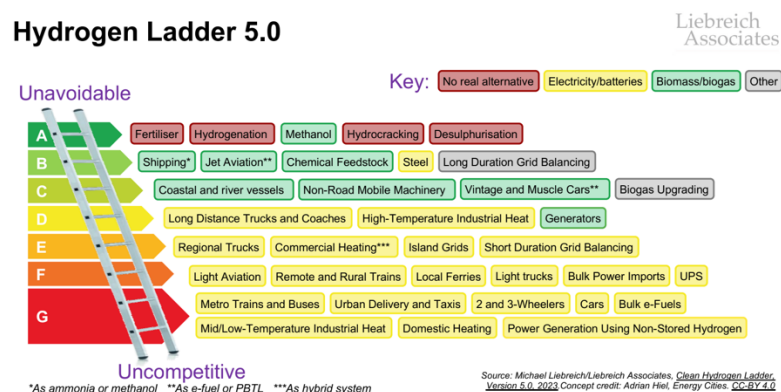 Hydrogen Ladder 5.0
Liebreich
Associates
Key: No real alternative Electricity/batteries Biomass/biogas Other
Unavoidable
A Fertiliser Hydrogenation Methanol Hydrocracking Desulphurisation
B Shipping* Jet Aviation** Chemical Feedstock Steel Long Duration Grid Balancing
C Coastal and river vessels Non-Road Mobile Machinery Vintage and Muscle Cars** Biogas Upgrading
D Long Distance Trucks and Coaches High-Temperature Industrial Heat Generators
E Regional Trucks Commercial Heating*** Island Grids Short Duration Grid Balancing
F Light Aviation Remote and Rural Trains Local Ferries Light trucks Bulk Power Imports UPS
G Metro Trains and Buses Urban Delivery and Taxis 2 and 3-Wheelers Cars Bulk e-Fuels
Mid/Low-Temperature Industrial Heat Domestic Heating Power Generation Using Non-Stored Hydrogen
Uncompetitive
*As ammonia or methanol **As e-fuel or PBTL ***As hybrid system
Source: Michael Liebreich/Liebreich Associates, Clean Hydrogen Ladder,
Version 5.0, 2023. Concept credit: Adrian Hiel, Energy Cities. CC-BY 4.0